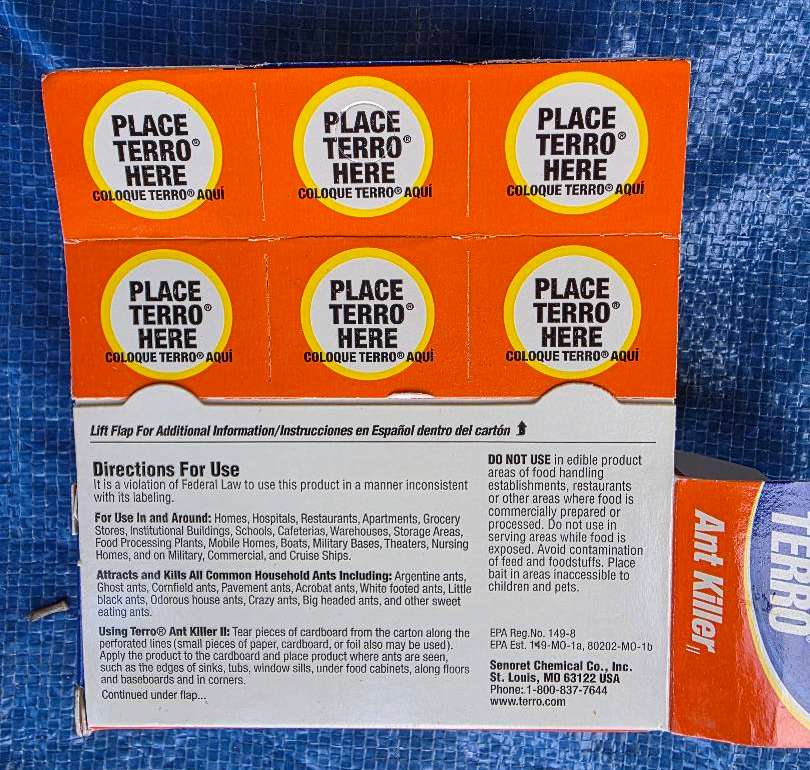 PLACE
TERRO®
HERE
COLOQUE TERRO® AQUÍ
PLACE
TERRO®
HERE
COLOQUE TERRO® AQUÍ
PLACE
TERRO®
HERE
COLOQUE TERRO® AQUÍ
PLACE
TERRO®
HERE
COLOQUE TERRO® AQUÍ
PLACE
TERRO®
HERE
COLOQUE TERRO® AQUÍ
PLACE
TERRO®
HERE
COLOQUE TERRO® AQUÍ
Lift Flap For Additional Information/Instrucciones en Español dentro del cartón
Directions For Use
It is a violation of Federal Law to use this product in a manner inconsistent
with its labeling.
For Use In and Around: Homes, Hospitals, Restaurants, Apartments, Grocery
Stores, Institutional Buildings, Schools, Cafeterias, Warehouses, Storage Areas,
Food Processing Plants, Mobile Homes, Boats, Military Bases, Theaters, Nursing
Homes, and on Military, Commercial, and Cruise Ships.
Attracts and Kills All Common Household Ants Including: Argentine ants,
Ghost ants, Cornfield ants, Pavement ants, Acrobat ants, White footed ants, Little
black ants, Odorous house ants, Crazy ants, Big headed ants, and other sweet
eating ants.
Using Terro® Ant Killer II: Tear pieces of cardboard from the carton along the
perforated lines (small pieces of paper, cardboard, or foil also may be used).
Apply the product to the cardboard and place product where ants are seen,
such as the edges of sinks, tubs, window sills, under food cabinets, along floors
and baseboards and in corners.
Continued under flap...
DO NOT USE in edible product
areas of food handling
establishments, restaurants
or other areas where food is
commercially prepared or
processed. Do not use in
serving areas while food is
exposed. Avoid contamination
of feed and foodstuffs. Place
bait in areas inaccessible to
children and pets.
EPA Reg.No. 149-8
EPA Est. 149-MO-1a, 80202-MO-1b
Senoret Chemical Co., Inc.
St. Louis, MO 63122 USA
Phone: 1-800-837-7644
www.terro.com
TERRO
Ant Killer II